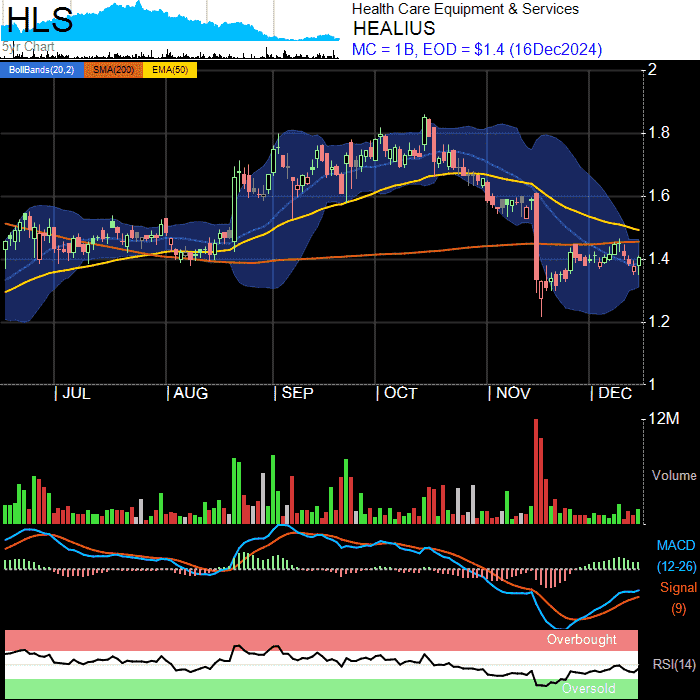 HLS
5yr Chart
Health Care Equipment & Services
HEALIUS
MC = 1B, EOD = $1.4 (16Dec2024)
BollBands(20,2) SMA(200) EMA(50)
2
1.8
1.6
1.4
1.2
1
| JUL | AUG | SEP | OCT | NOV | DEC
12M
Volume
MACD
(12-26)
Signal
(9)
Overbought
RSI(14)
Oversold